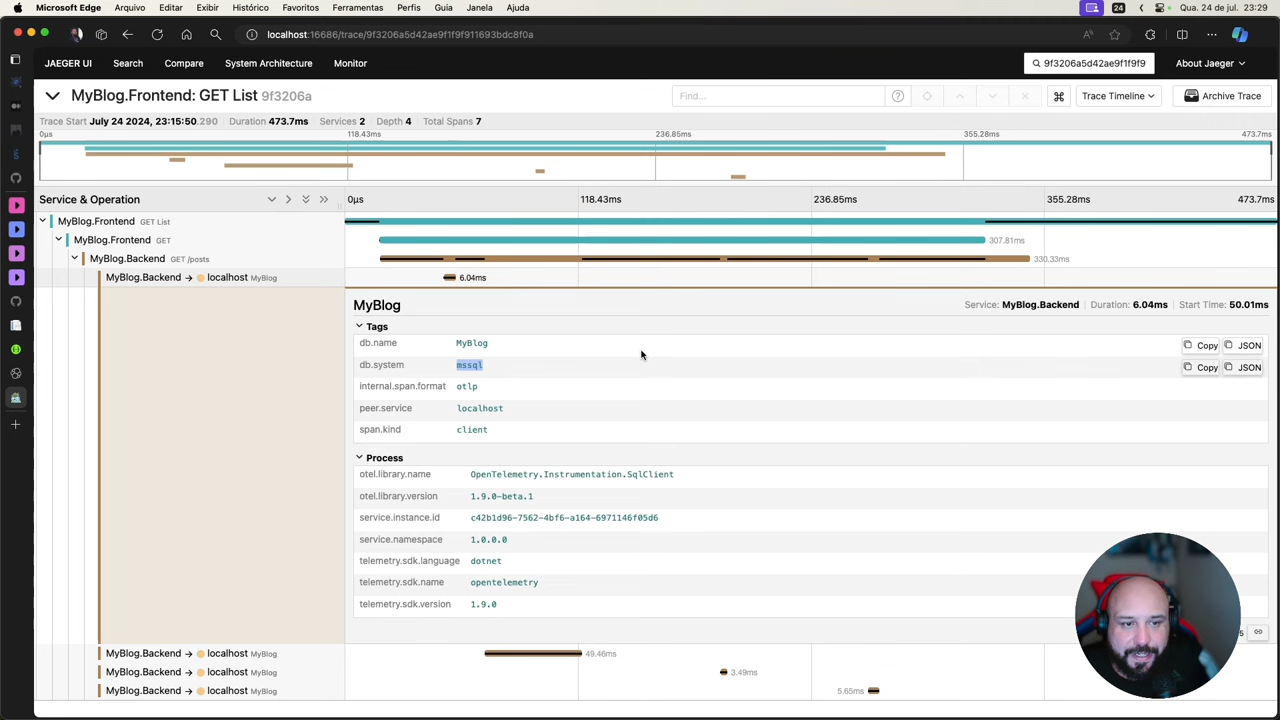 Microsoft Edge Arquivo Editar Exibir Histórico Favoritos Ferramentas Perfis Guia Janela Ajuda 24 Qua. 24 de jul. de 23:29
localhost:16686/trace/9f3206a5d42ae9f1f9f911693bdc8f0a
JAEGER UI Search Compare System Architecture Monitor 9f3206a5d42ae9f1f9f9 About Jaeger
MyBlog.Frontend: GET List 9f3206a Find... Trace Timeline Archive Trace
Trace Start July 24 2024, 23:15:50.290 Duration 473.7ms Services 2 Depth 4 Total Spans 7
0μs 118.43ms 236.85ms 355.28ms 473.7ms
Service & Operation 0μs 118.43ms 236.85ms 355.28ms 473.7ms
MyBlog.Frontend GET List
MyBlog.Frontend GET 307.81ms
MyBlog.Backend GET /posts 330.33ms
MyBlog.Backend → localhost MyBlog 6.04ms
MyBlog Service: MyBlog.Backend Duration: 6.04ms Start Time: 50.01ms
Tags
db.name MyBlog Copy JSON
db.system mssql Copy JSON
internal.span.format otlp
peer.service localhost
span.kind client
Process
otel.library.name OpenTelemetry.Instrumentation.SqlClient
otel.library.version 1.9.0-beta.1
service.instance.id c42b1d96-7562-4bf6-a164-6971146f05d6
service.namespace 1.0.0.0
telemetry.sdk.language dotnet
telemetry.sdk.name opentelemetry
telemetry.sdk.version 1.9.0
MyBlog.Backend → localhost MyBlog 49.46ms
MyBlog.Backend → localhost MyBlog 3.49ms
MyBlog.Backend → localhost MyBlog 5.65ms